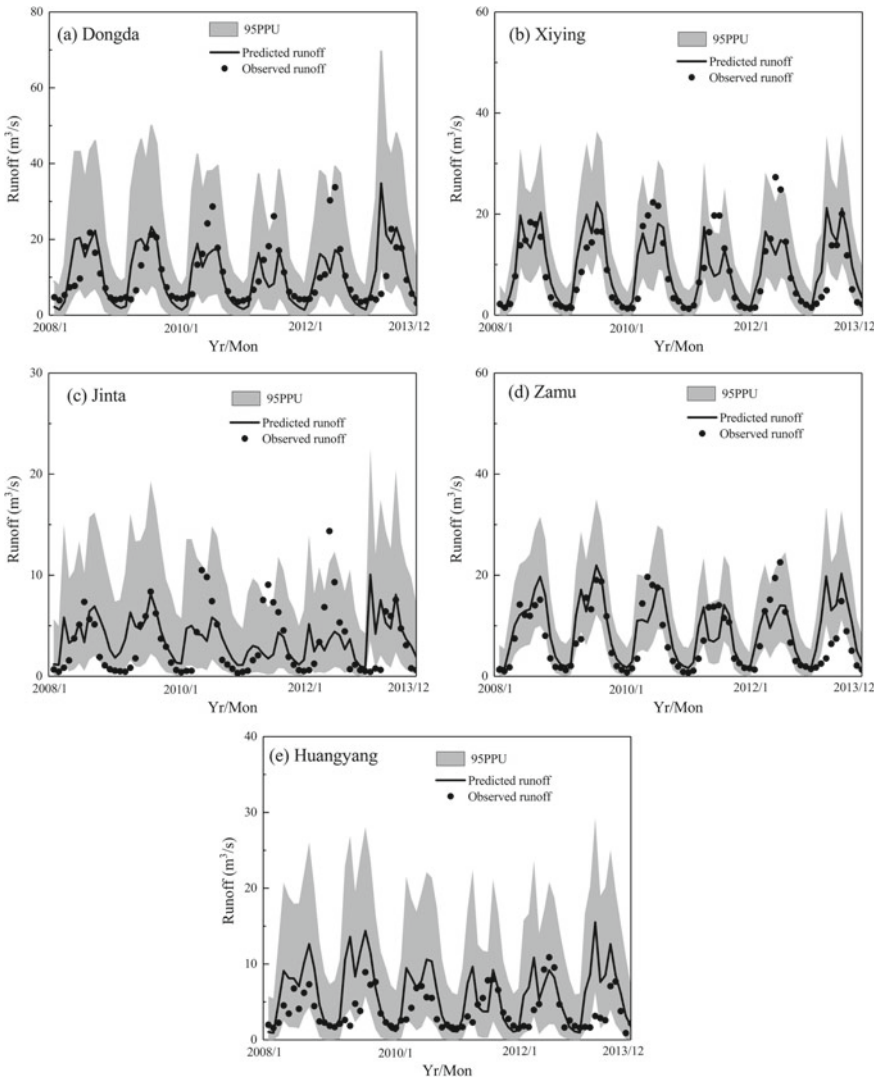 (a) Dongda
95PPU
Predicted runoff
Observed runoff
80
60
40
20
0
Runoff (m³/s)
2008/1
2010/1
2012/1
2013/12
Yr/Mon
(b) Xiying
95PPU
Predicted runoff
Observed runoff
60
40
20
0
Runoff (m³/s)
2008/1
2010/1
2012/1
2013/12
Yr/Mon
(c) Jinta
95PPU
Predicted runoff
Observed runoff
30
20
10
0
Runoff (m³/s)
2008/1
2010/1
2012/1
2013/12
Yr/Mon
(d) Zamu
95PPU
Predicted runoff
Observed runoff
60
40
20
0
Runoff (m³/s)
2008/1
2010/1
2012/1
2013/12
Yr/Mon
(e) Huangyang
95PPU
Predicted runoff
Observed runoff
40
30
20
10
0
Runoff (m³/s)
2008/1
2010/1
2012/1
2013/12
Yr/Mon